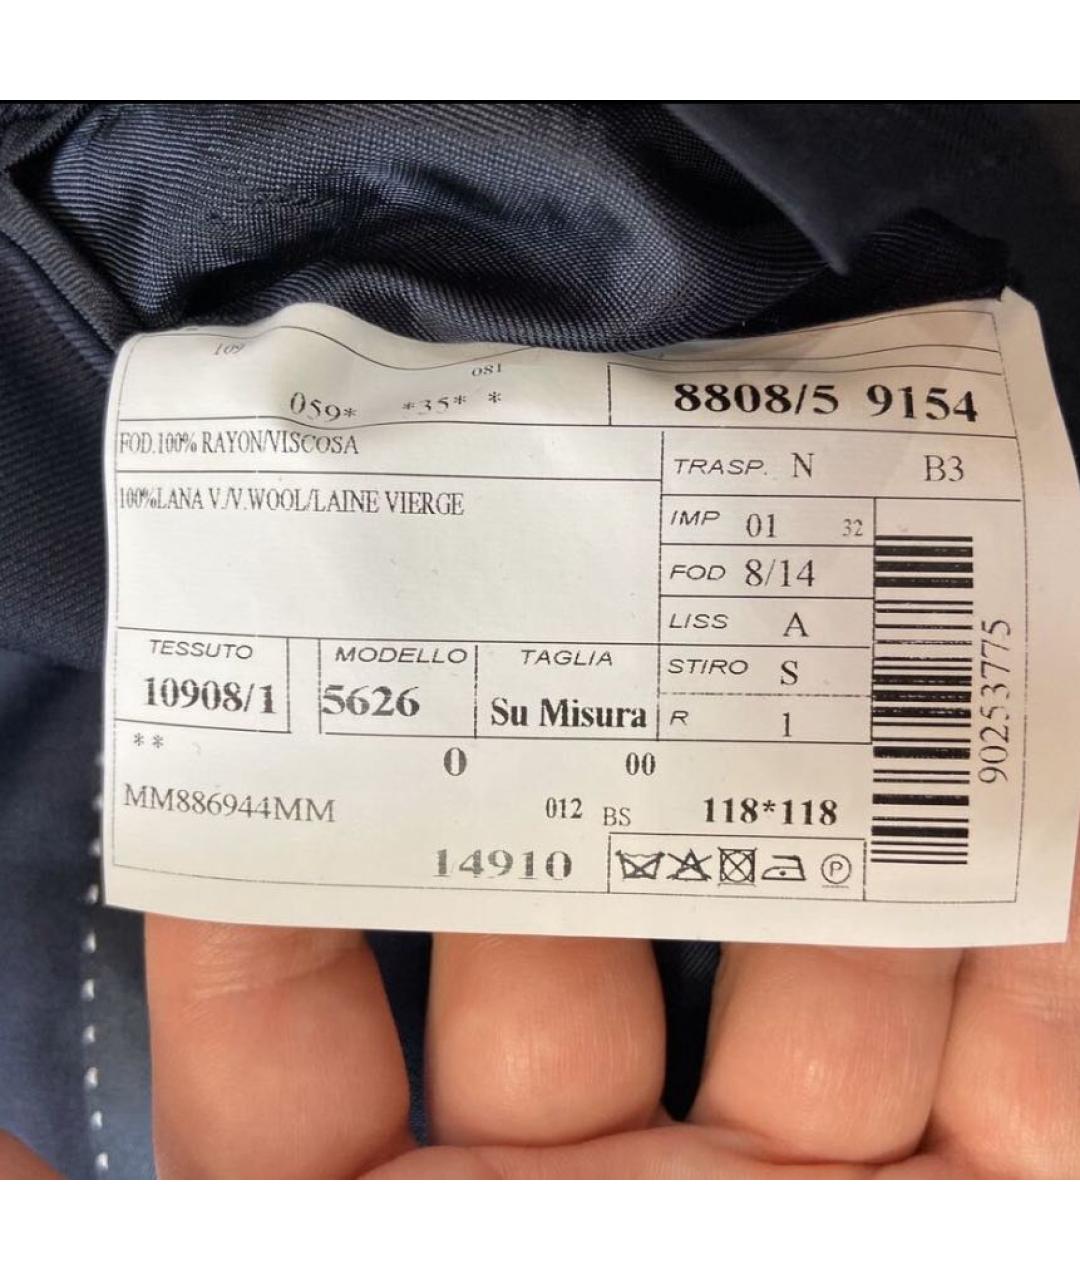 109
081
059* *35* *
8808/5 9154
FOD.100% RAYON/VISCOSA
TRASP. N B3
100%LANA V./V.WOOL/LAINE VIERGE
IMP 01 32
FOD 8/14
LISS A
STIRO S
R 1
TESSUTO MODELLO TAGLIA
10908/1 5626 Su Misura
**
0 00
MM886944MM 012 BS 118*118
14910
P
90253775